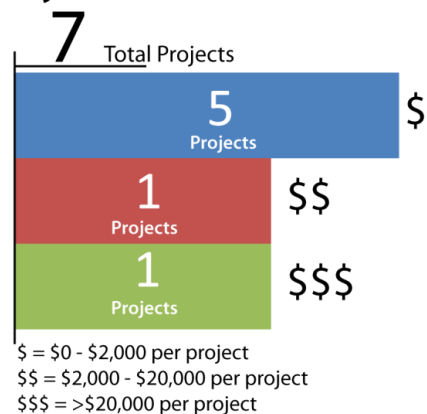 7 Total Projects
5
Projects
$
1
Projects
$$
1
Projects
$$$
$ = $0 - $2,000 per project
$$ = $2,000 - $20,000 per project
$$$ = >$20,000 per project